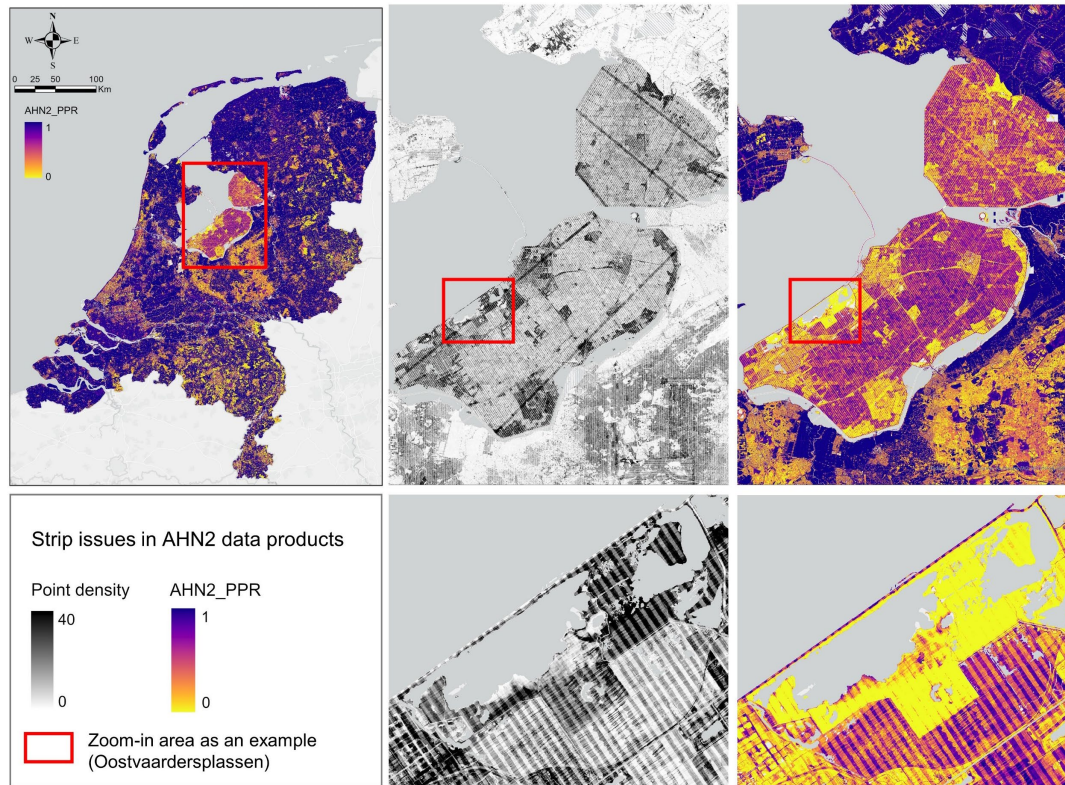 N
W E
S
0 25 50 100
Km
AHN2_PPR
1
0
Strip issues in AHN2 data products
Point density AHN2_PPR
40 1
0 0
Zoom-in area as an example
(Oostvaardersplassen)